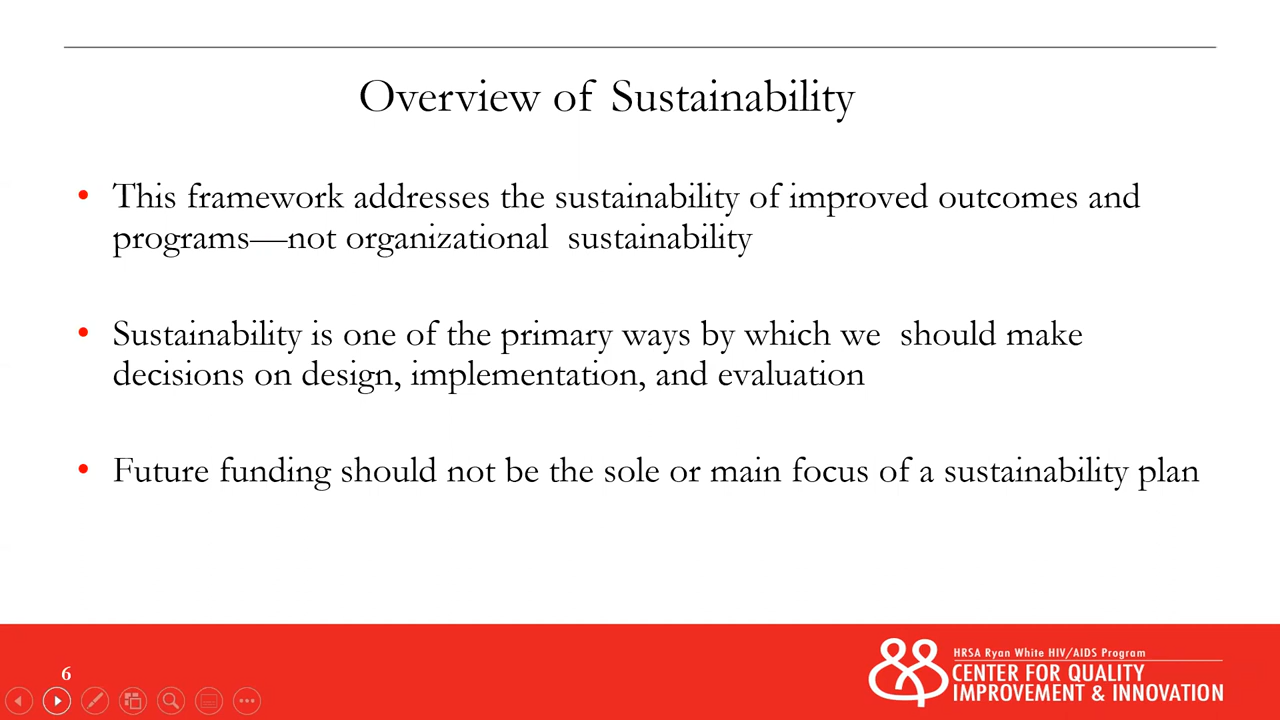 Overview of Sustainability
• This framework addresses the sustainability of improved outcomes and
programs—not organizational  sustainability
• Sustainability is one of the primary ways by which we  should make
decisions on design, implementation, and evaluation
• Future funding should not be the sole or main focus of a sustainability plan
6
HRSA Ryan White HIV/AIDS Program
CENTER FOR QUALITY
IMPROVEMENT & INNOVATION